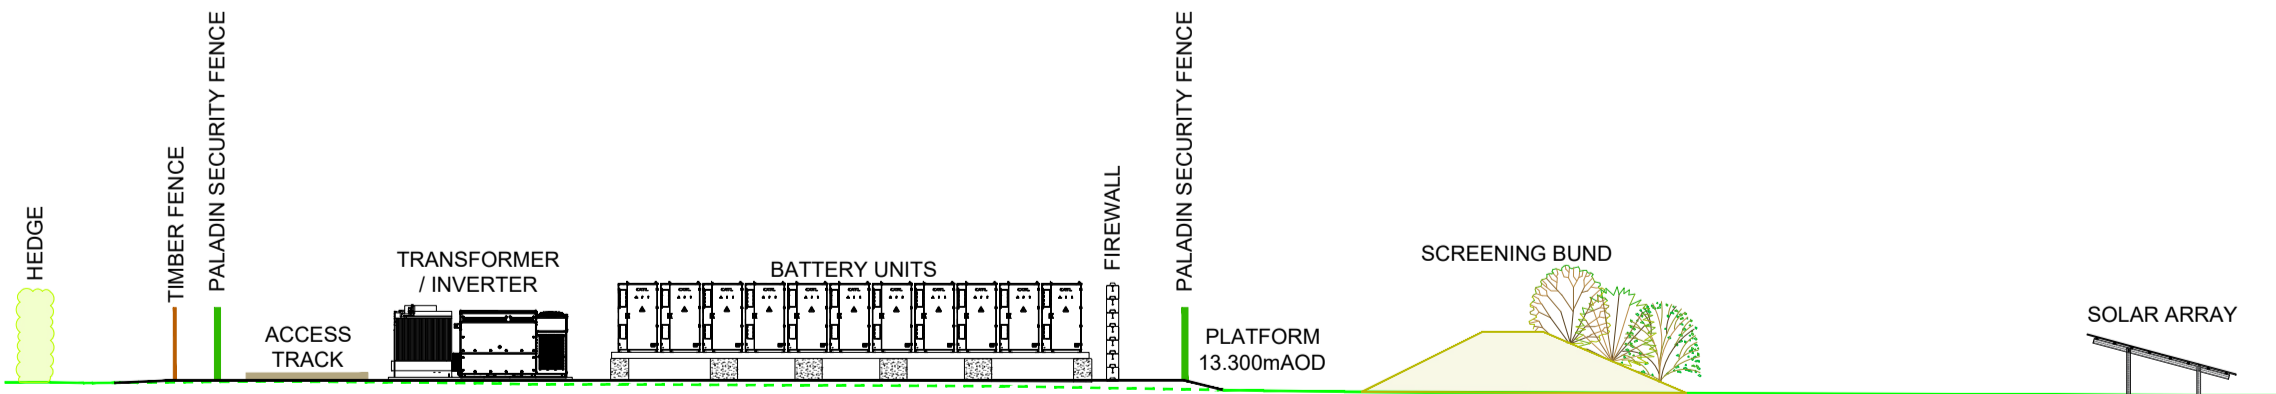 HEDGE
TIMBER FENCE
PALADIN SECURITY FENCE
ACCESS
TRACK
TRANSFORMER
/ INVERTER
BATTERY UNITS
FIREWALL
PALADIN SECURITY FENCE
PLATFORM
13.300mAOD
SCREENING BUND
SOLAR ARRAY